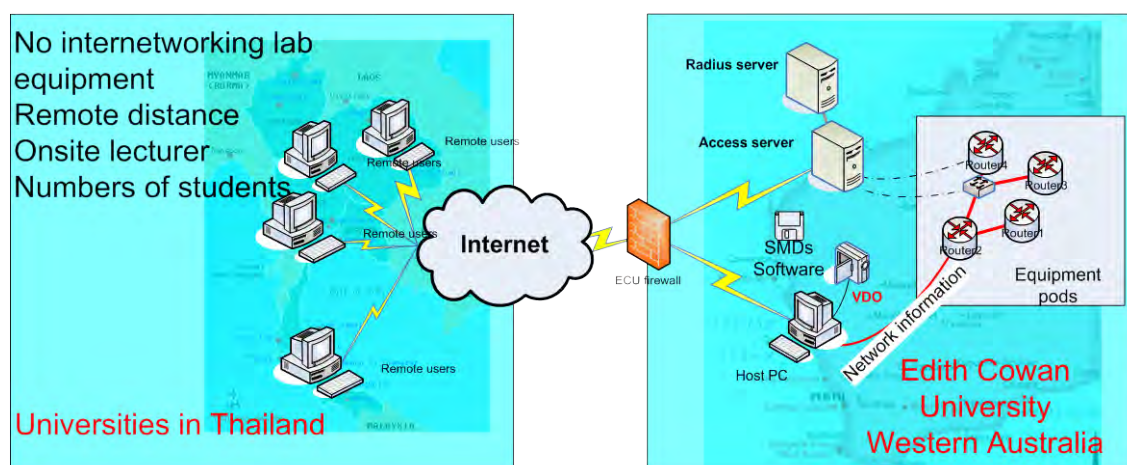 No internetworking lab
equipment
Remote distance
Onsite lecturer
Numbers of students
Remote users
Remote users
Remote users
Remote users
Universities in Thailand
Internet
ECU firewall
Radius server
Access server
SMDs
Software
VDO
Host PC
Network information
Router4
Router3
Router1
Router2
Equipment
pods
Edith Cowan
University
Western Australia